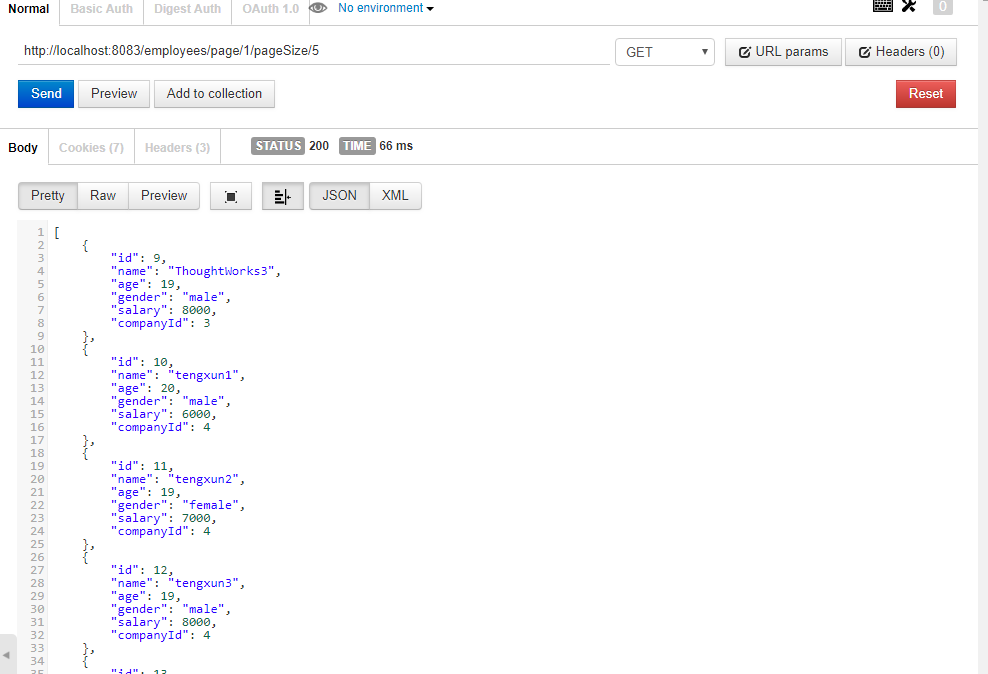 Normal Basic Auth Digest Auth OAuth 1.0 No environment 0
http://localhost:8083/employees/page/1/pageSize/5 GET URL params Headers (0)
Send Preview Add to collection Reset
Body Cookies (7) Headers (3) STATUS 200 TIME 66 ms
Pretty Raw Preview JSON XML
1 [
2 {
3 "id": 9,
4 "name": "ThoughtWorks3",
5 "age": 19,
6 "gender": "male",
7 "salary": 8000,
8 "companyId": 3
9 },
10 {
11 "id": 10,
12 "name": "tengxun1",
13 "age": 20,
14 "gender": "male",
15 "salary": 6000,
16 "companyId": 4
17 },
18 {
19 "id": 11,
20 "name": "tengxun2",
21 "age": 19,
22 "gender": "female",
23 "salary": 7000,
24 "companyId": 4
25 },
26 {
27 "id": 12,
28 "name": "tengxun3",
29 "age": 19,
30 "gender": "male",
31 "salary": 8000,
32 "companyId": 4
33 },
34 {
35 "id": 13